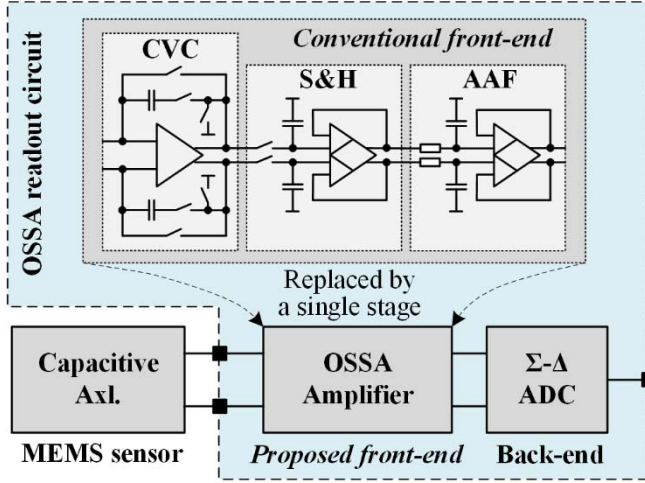 Conventional front-end
CVC
S&H
AAF
OSSA readout circuit
Replaced by
a single stage
Capacitive
Axl.
OSSA
Amplifier
Σ-Δ
ADC
MEMS sensor
Proposed front-end
Back-end